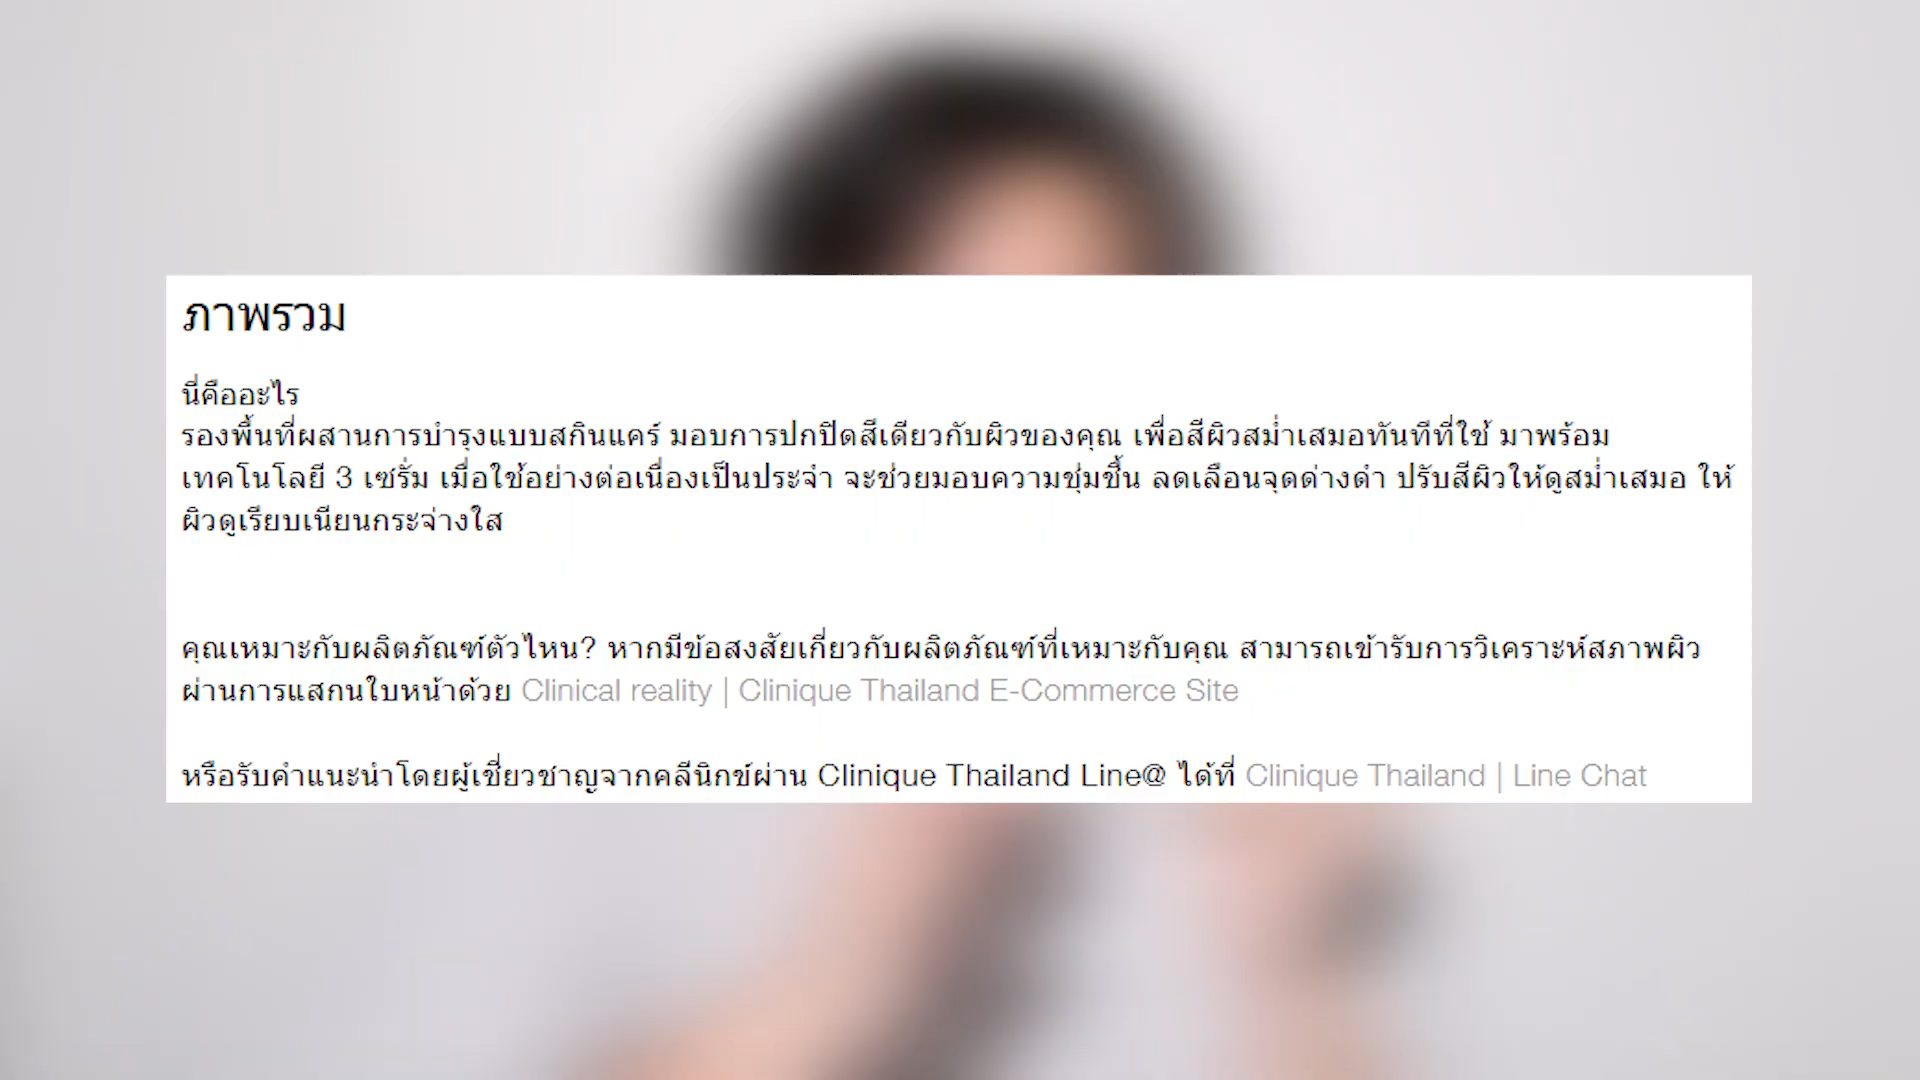 ภาพรวม
นี่คืออะไร
รองพื้นที่ผสานการบำรุงแบบสกินแคร์ มอบการปกปิดสีเดียวกับผิวของคุณ เพื่อสีผิวสม่ำเสมอทันทีที่ใช้ มาพร้อม
เทคโนโลยี 3 เซรั่ม เมื่อใช้อย่างต่อเนื่องเป็นประจำ จะช่วยมอบความชุ่มชื้น ลดเลือนจุดด่างดำ ปรับสีผิวให้ดูสม่ำเสมอ ให้
ผิวดูเรียบเนียนกระจ่างใส
คุณเหมาะกับผลิตภัณฑ์ตัวไหน? หากมีข้อสงสัยเกี่ยวกับผลิตภัณฑ์ที่เหมาะกับคุณ สามารถเข้ารับการวิเคราะห์สภาพผิว
ผ่านการแสกนใบหน้าด้วย Clinical reality | Clinique Thailand E-Commerce Site
หรือรับคำแนะนำโดยผู้เชี่ยวชาญจากคลีนิกข์ผ่าน Clinique Thailand Line@ ได้ที่ Clinique Thailand | Line Chat